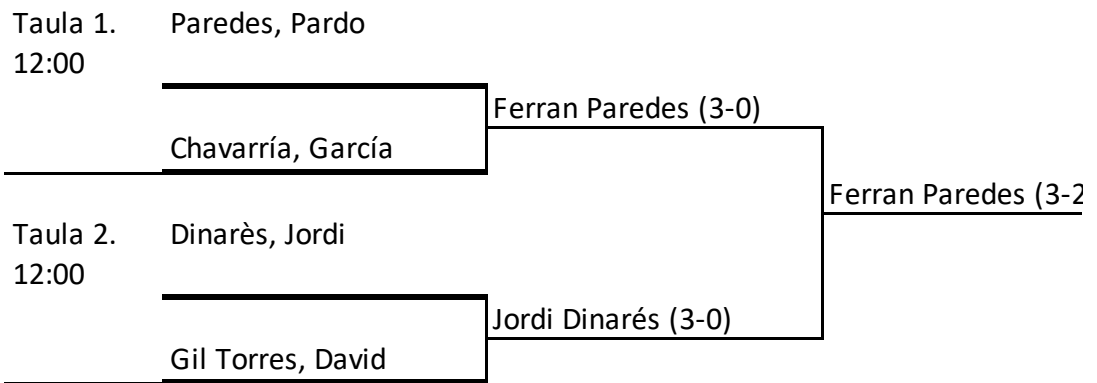 Taula 1. Paredes, Pardo
12:00
Ferran Paredes (3-0)
Chavarría, García
Ferran Paredes (3-2
Taula 2. Dinarès, Jordi
12:00
Jordi Dinarés (3-0)
Gil Torres, David